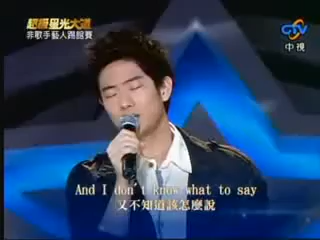 超級星光大道
非歌手藝人踢館賽
CTV
中視
And I don't know what to say
又不知道該怎麼說